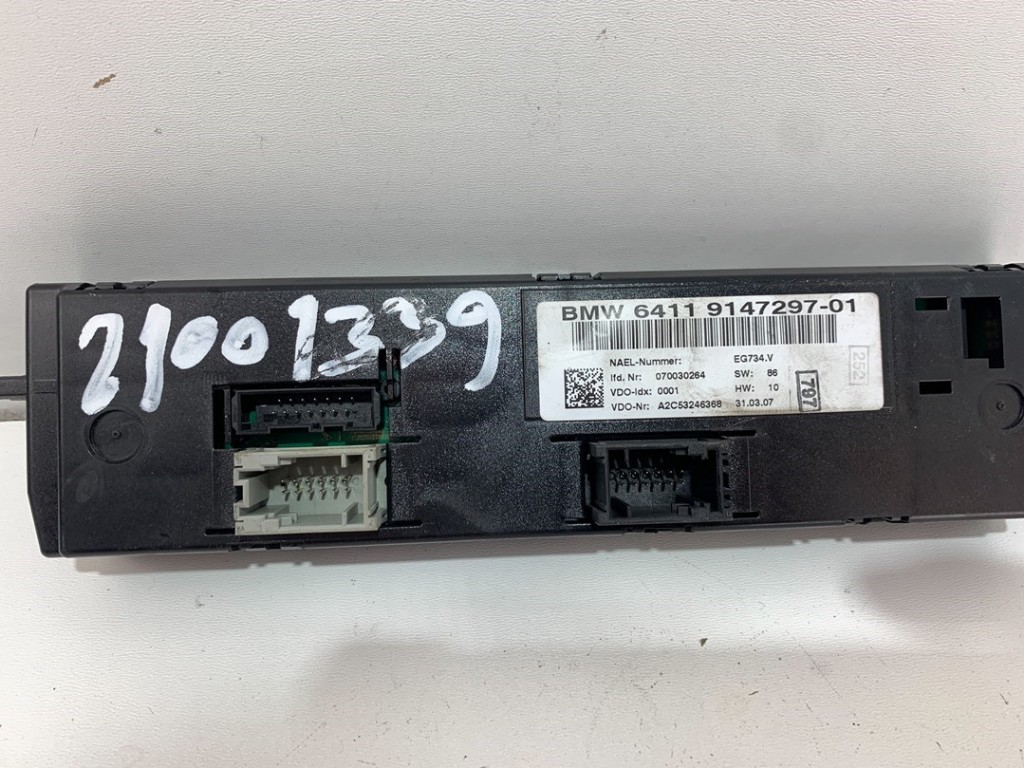 21001339
BMW 6411 9147297-01
NAEL-Nummer: EG734.V
lfd. Nr: 070030264 SW: 86
VDO-Idx: 0001 HW: 10
VDO-Nr: A2C53246368 31.03.07
797
252